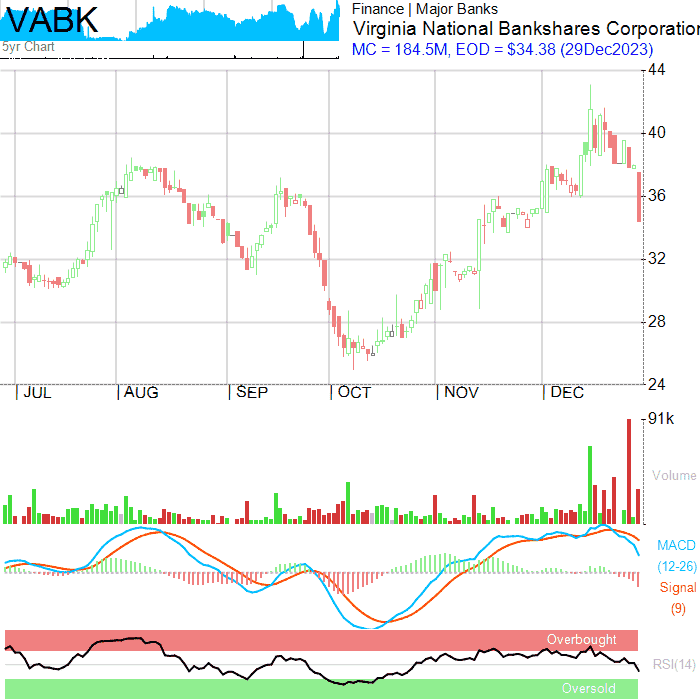 VABK
5yr Chart
Finance | Major Banks
Virginia National Bankshares Corporation
MC = 184.5M, EOD = $34.38 (29Dec2023)
44
40
36
32
28
24
JUL AUG SEP OCT NOV DEC
91k
Volume
MACD
(12-26)
Signal
(9)
Overbought
RSI(14)
Oversold